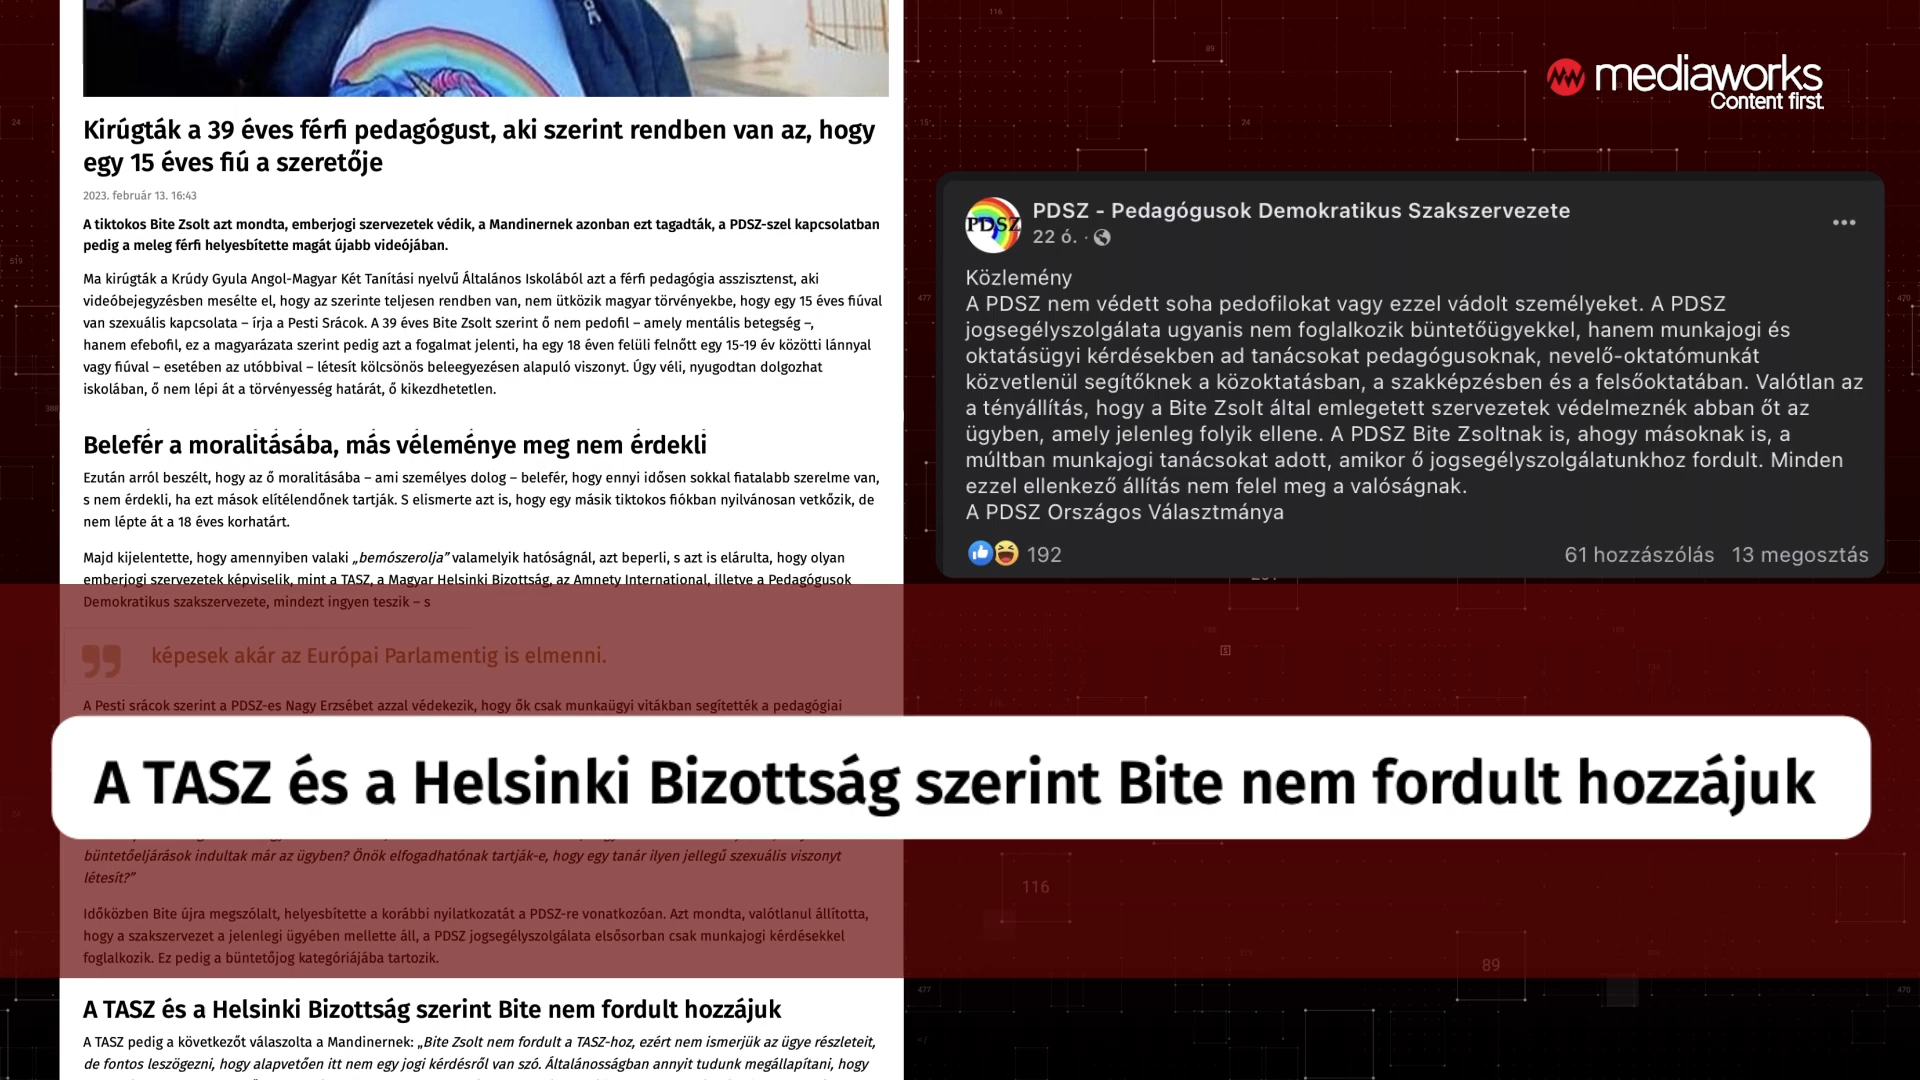 Kirúgták a 39 éves férfi pedagógust, aki szerint rendben van az, hogy
egy 15 éves fiú a szeretője
2023. február 13. 16:43
A tiktokos Bite Zsolt azt mondta, emberjogi szervezetek védik, a Mandinernek azonban ezt tagadták, a PDSZ-szel kapcsolatban
pedig a meleg férfi helyesbítette magát újabb videójában.
Ma kirúgták a Krúdy Gyula Angol-Magyar Két Tanítási nyelvű Általános Iskolából azt a férfi pedagógia asszisztenst, aki
videóbejegyzésben mesélte el, hogy az szerinte teljesen rendben van, nem ütközik magyar törvényekbe, hogy egy 15 éves fiúval
van szexuális kapcsolata – írja a Pesti Srácok. A 39 éves Bite Zsolt szerint ő nem pedofil – amely mentális betegség –,
hanem efebofil, ez a magyarázata szerint pedig azt a fogalmat jelenti, ha egy 18 éven felüli felnőtt egy 15-19 év közötti lánnyal
vagy fiúval – esetében az utóbbival – létesít kölcsönös beleegyezésen alapuló viszonyt. Úgy véli, nyugodtan dolgozhat
iskolában, ő nem lépi át a törvényesség határát, ő kikezdhetetlen.
Belefér a moralitásába, más véleménye meg nem érdekli
Ezután arról beszélt, hogy az ő moralitásába – ami személyes dolog – belefér, hogy ennyi idősen sokkal fiatalabb szerelme van,
s nem érdekli, ha ezt mások elítélendőnek tartják. S elismerte azt is, hogy egy másik tiktokos fiókban nyilvánosan vetkőzik, de
nem lépte át a 18 éves korhatárt.
Majd kijelentette, hogy amennyiben valaki „bemószerolja” valamelyik hatóságnál, azt beperli, s azt is elárulta, hogy olyan
emberjogi szervezetek képviselik, mint a TASZ, a Magyar Helsinki Bizottság, az Amnety International, illetve a Pedagógusok
Demokratikus szakszervezete, mindezt ingyen teszik – s
képesek akár az Európai Parlamentig is elmenni.
A Pesti srácok szerint a PDSZ-es Nagy Erzsébet azzal védekezik, hogy ők csak munkaügyi vitákban segítették a pedagógiai
A TASZ és a Helsinki Bizottság szerint Bite nem fordult hozzájuk
büntetőeljárások indultak már az ügyben? Önök elfogadhatónak tartják-e, hogy egy tanár ilyen jellegű szexuális viszonyt
létesít?”
Időközben Bite újra megszólalt, helyesbítette a korábbi nyilatkozatát a PDSZ-re vonatkozóan. Azt mondta, valótlanul állította,
hogy a szakszervezet a jelenlegi ügyében mellette áll, a PDSZ jogsegélyszolgálata elsősorban csak munkajogi kérdésekkel
foglalkozik. Ez pedig a büntetőjog kategóriájába tartozik.
A TASZ és a Helsinki Bizottság szerint Bite nem fordult hozzájuk
A TASZ pedig a következőt válaszolta a Mandinernek: „Bite Zsolt nem fordult a TASZ-hoz, ezért nem ismerjük az ügye részleteit,
de fontos leszögezni, hogy alapvetően itt nem egy jogi kérdésről van szó. Általánosságban annyit tudunk megállapítani, hogy
mediaworks
Content first.
PDSZ
PDSZ - Pedagógusok Demokratikus Szakszervezete
22 ó. ·
Közlemény
A PDSZ nem védett soha pedofilokat vagy ezzel vádolt személyeket. A PDSZ
jogsegélyszolgálata ugyanis nem foglalkozik büntetőügyekkel, hanem munkajogi és
oktatásügyi kérdésekben ad tanácsokat pedagógusoknak, nevelő-oktatómunkát
közvetlenül segítőknek a közoktatásban, a szakképzésben és a felsőoktatában. Valótlan az
a tényállítás, hogy a Bite Zsolt által emlegetett szervezetek védelmeznék abban őt az
ügyben, amely jelenleg folyik ellene. A PDSZ Bite Zsoltnak is, ahogy másoknak is, a
múltban munkajogi tanácsokat adott, amikor ő jogsegélyszolgálatunkhoz fordult. Minden
ezzel ellenkező állítás nem felel meg a valóságnak.
A PDSZ Országos Választmánya
192
61 hozzászólás 13 megosztás
116
89